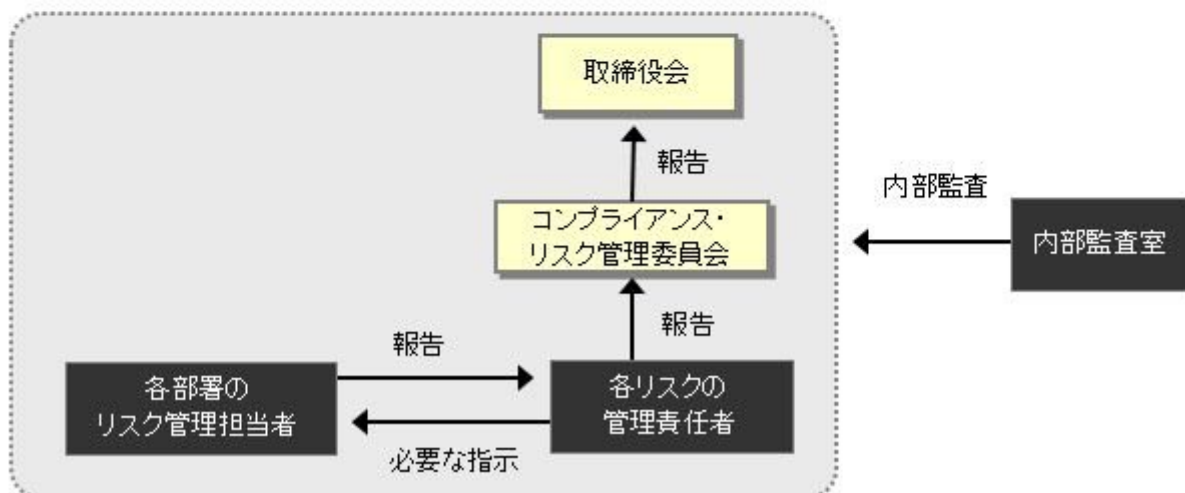 取締役会
報告
内部監査
コンプライアンス・
リスク管理委員会
内部監査室
報告
報告
各部署の
リスク管理担当者
各リスクの
管理責任者
必要な指示